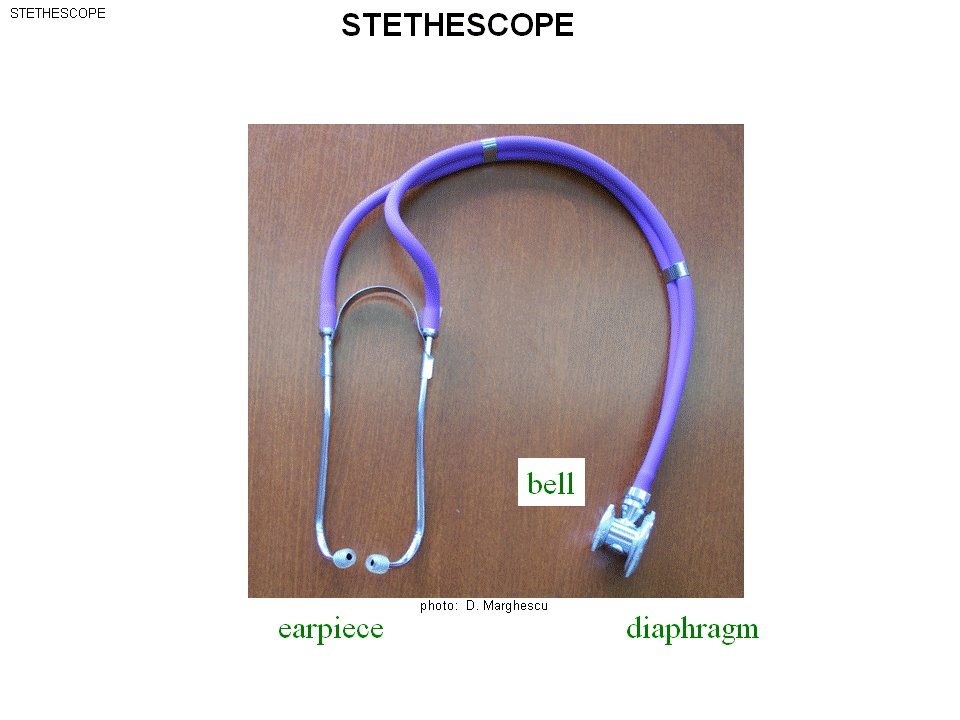 STETHESCOPE
STETHESCOPE
bell
photo: D. Marghescu
earpiece
diaphragm